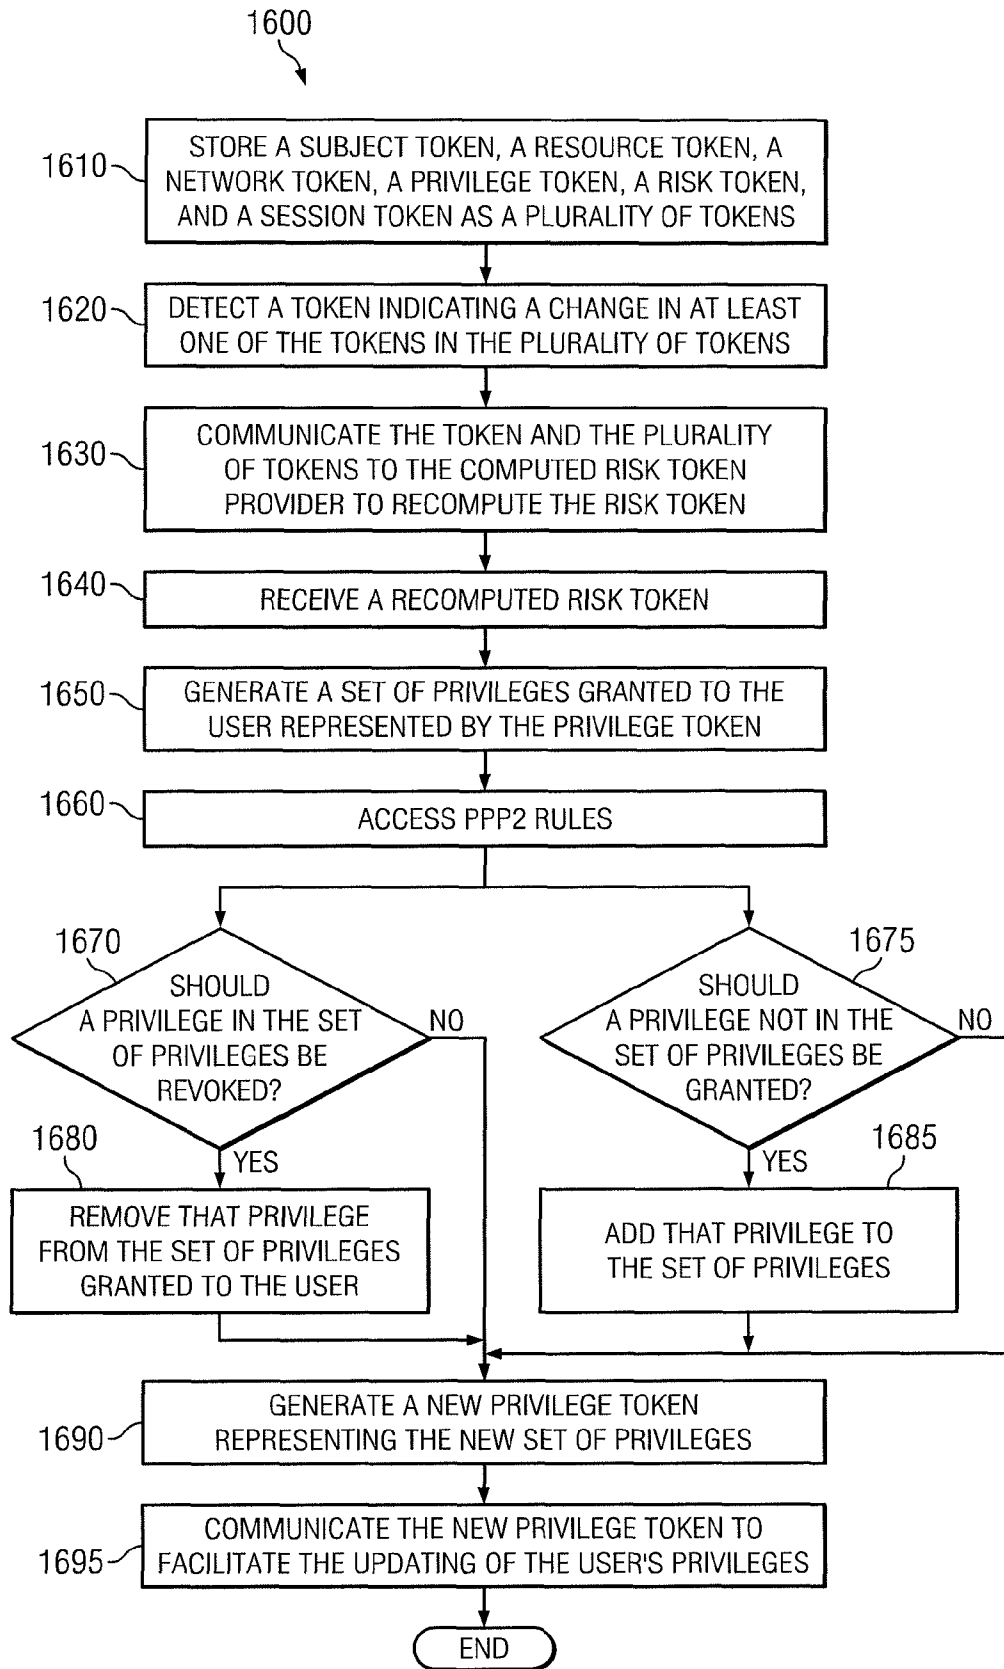 1600
1610
STORE A SUBJECT TOKEN, A RESOURCE TOKEN, A
NETWORK TOKEN, A PRIVILEGE TOKEN, A RISK TOKEN,
AND A SESSION TOKEN AS A PLURALITY OF TOKENS
1620
DETECT A TOKEN INDICATING A CHANGE IN AT LEAST
ONE OF THE TOKENS IN THE PLURALITY OF TOKENS
1630
COMMUNICATE THE TOKEN AND THE PLURALITY
OF TOKENS TO THE COMPUTED RISK TOKEN
PROVIDER TO RECOMPUTE THE RISK TOKEN
1640
RECEIVE A RECOMPUTED RISK TOKEN
1650
GENERATE A SET OF PRIVILEGES GRANTED TO THE
USER REPRESENTED BY THE PRIVILEGE TOKEN
1660
ACCESS PPP2 RULES
1670
SHOULD
A PRIVILEGE IN THE SET
OF PRIVILEGES BE
REVOKED?
NO
YES
1675
SHOULD
A PRIVILEGE NOT IN THE
SET OF PRIVILEGES BE
GRANTED?
NO
YES
1680
REMOVE THAT PRIVILEGE
FROM THE SET OF PRIVILEGES
GRANTED TO THE USER
1685
ADD THAT PRIVILEGE TO
THE SET OF PRIVILEGES
1690
GENERATE A NEW PRIVILEGE TOKEN
REPRESENTING THE NEW SET OF PRIVILEGES
1695
COMMUNICATE THE NEW PRIVILEGE TOKEN TO
FACILITATE THE UPDATING OF THE USER'S PRIVILEGES
END